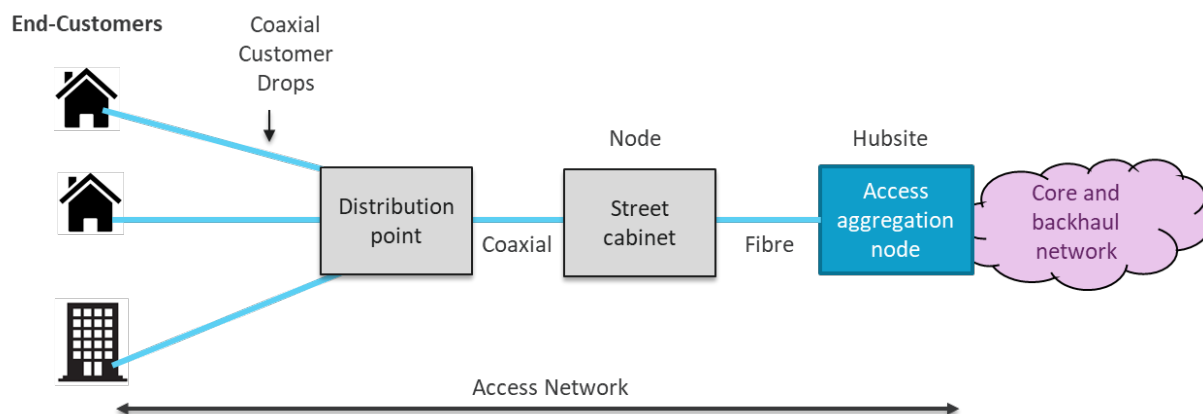 End-Customers
Coaxial
Customer
Drops
Node
Hubsite
Distribution
point
Coaxial
Street
cabinet
Fibre
Access
aggregation
node
Core and
backhaul
network
Access Network